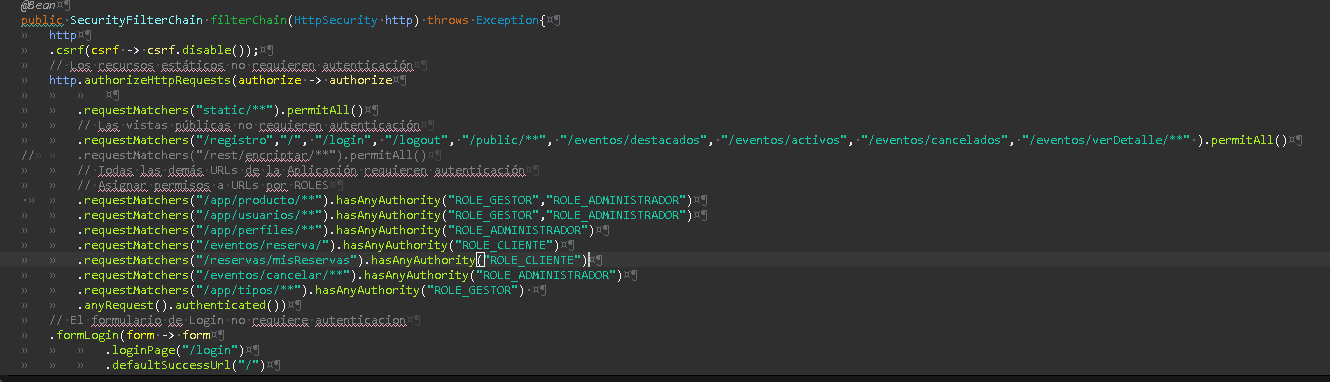 @Bean
public SecurityFilterChain filterChain(HttpSecurity http) throws Exception{
http
.csrf(csrf -> csrf.disable());
// Los recursos estáticos no requieren autenticación
http.authorizeHttpRequests(authorize -> authorize
.requestMatchers("static/**").permitAll()
// Las vistas públicas no requieren autenticación
.requestMatchers("/registro","/", "/login", "/logout", "/public/**", "/eventos/destacados", "/eventos/activos", "/eventos/cancelados", "/eventos/verDetalle/**" ).permitAll()
// .requestMatchers("/rest/encriptar/**").permitAll()
// Todas las demás URLs de la Aplicación requieren autenticación
// Asignar permisos a URLs por ROLES
.requestMatchers("/app/producto/**").hasAnyAuthority("ROLE_GESTOR","ROLE_ADMINISTRADOR")
.requestMatchers("/app/usuarios/**").hasAnyAuthority("ROLE_GESTOR","ROLE_ADMINISTRADOR")
.requestMatchers("/app/perfiles/**").hasAnyAuthority("ROLE_ADMINISTRADOR")
.requestMatchers("/eventos/reserva/").hasAnyAuthority("ROLE_CLIENTE")
.requestMatchers("/reservas/misReservas").hasAnyAuthority("ROLE_CLIENTE")
.requestMatchers("/eventos/cancelar/**").hasAnyAuthority("ROLE_ADMINISTRADOR")
.requestMatchers("/app/tipos/**").hasAnyAuthority("ROLE_GESTOR")
.anyRequest().authenticated())
// El formulario de Login no requiere autenticacion
.formLogin(form -> form
.loginPage("/login")
.defaultSuccessUrl("/")